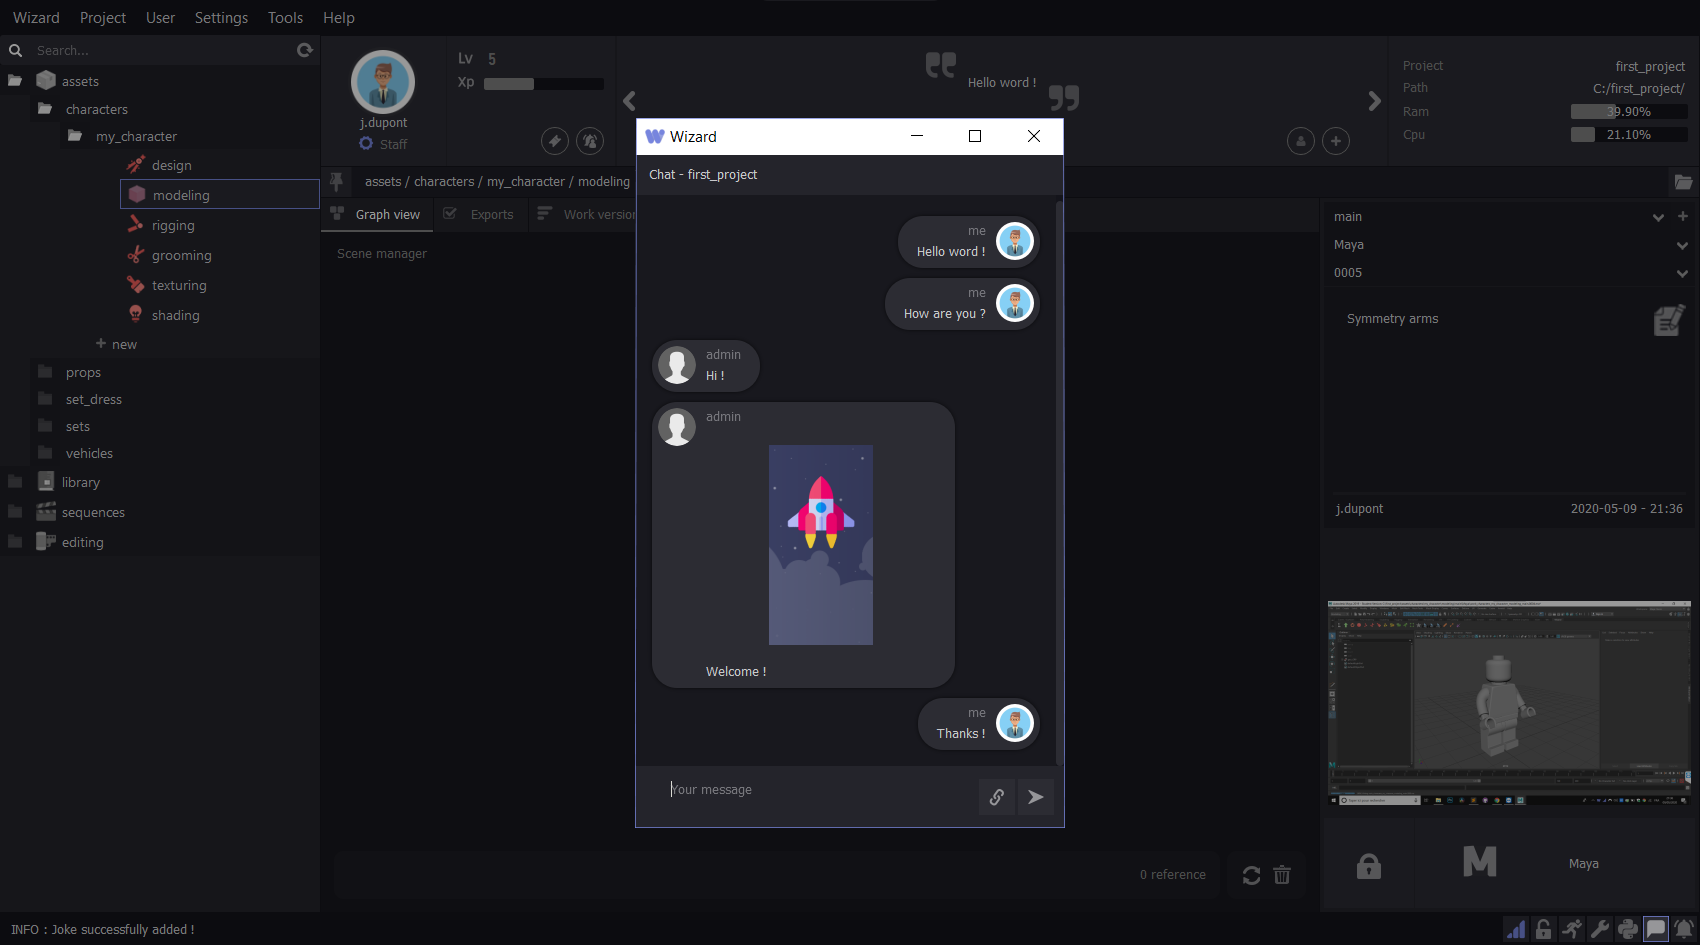 Wizard Project User Settings Tools Help
Search...
assets
characters
my_character
design
modeling
rigging
grooming
texturing
shading
+ new
props
set_dress
sets
vehicles
library
sequences
editing
j.dupont
Staff
Lv 5
Xp
Hello word !
Project first_project
Path C:/first_project/
Ram 39.90%
Cpu 21.10%
assets / characters / my_character / modeling
Graph view Exports Work version
Scene manager
Wizard
Chat - first_project
me
Hello word !
me
How are you ?
admin
Hi !
admin
Welcome !
me
Thanks !
Your message
main
Maya
0005
Symmetry arms
j.dupont 2020-05-09 - 21:36
0 reference
Maya
INFO : Joke successfully added !